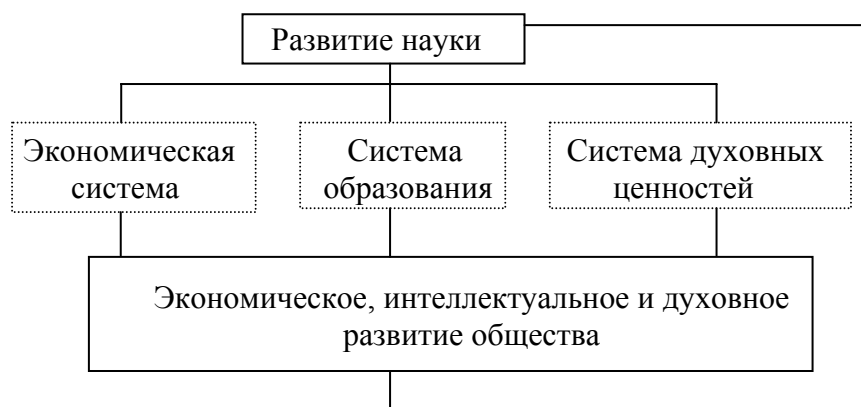 Развитие науки
Экономическая
система
Система
образования
Система духовных
ценностей
Экономическое, интеллектуальное и духовное
развитие общества